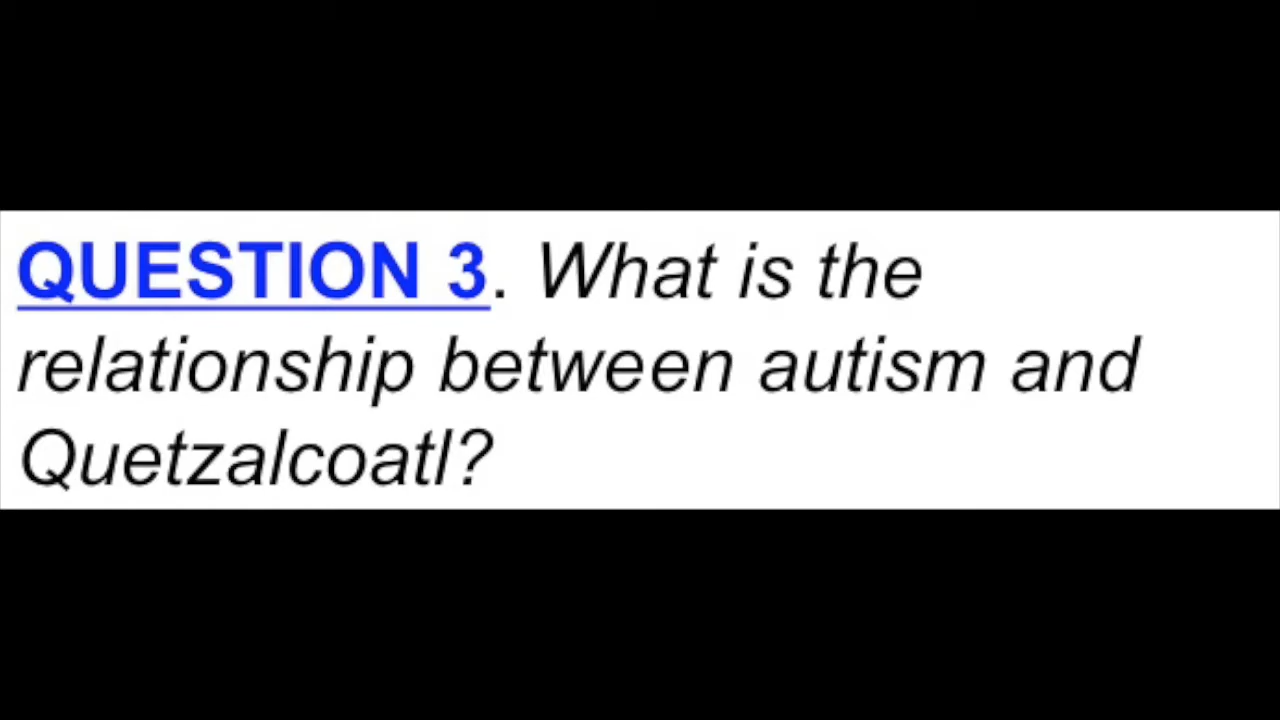 QUESTION 3. What is the
relationship between autism and
Quetzalcoatl?